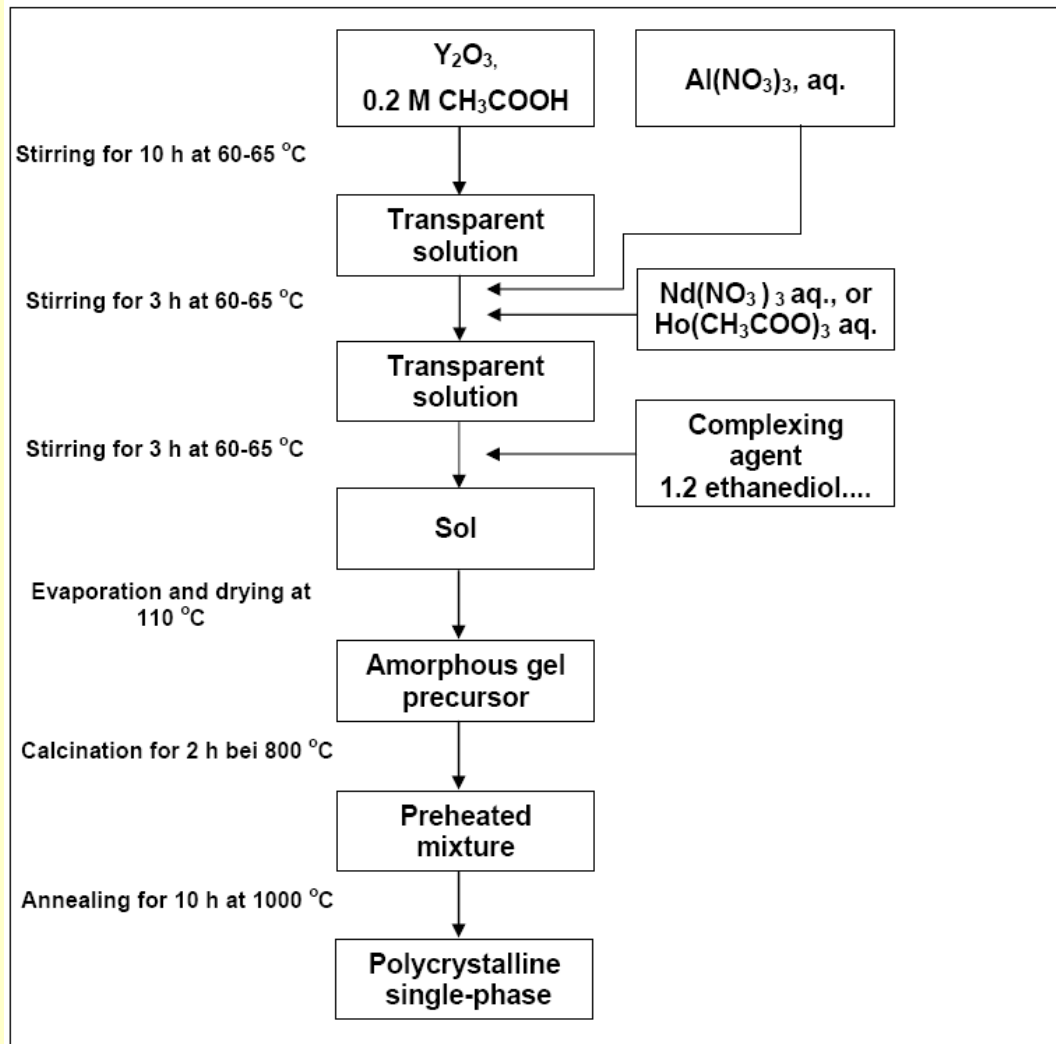 Y₂O₃,
0.2 M CH₃COOH
Al(NO₃)₃, aq.
Stirring for 10 h at 60-65 °C
Transparent
solution
Stirring for 3 h at 60-65 °C
Nd(NO₃ ) ₃ aq., or
Ho(CH₃COO)₃ aq.
Transparent
solution
Stirring for 3 h at 60-65 °C
Complexing
agent
1.2 ethanediol....
Sol
Evaporation and drying at
110 °C
Amorphous gel
precursor
Calcination for 2 h bei 800 °C
Preheated
mixture
Annealing for 10 h at 1000 °C
Polycrystalline
single-phase